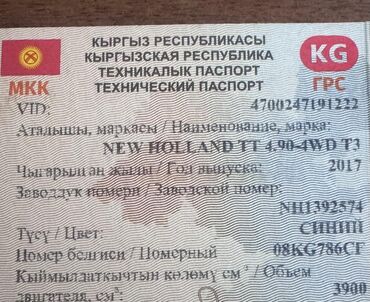 КЫРГЫЗ РЕСПУБЛИКАСЫ
КЫРГЫЗСКАЯ РЕСПУБЛИКА
ТЕХНИКАЛЫК ПАСПОРТ
ТЕХНИЧЕСКИЙ ПАСПОРТ
МКК
KG
ГРС
VID: 4700247191222
Аталышы, маркасы / Наименование, марка:
NEW HOLLAND TT 4.90-4WD T3
Чыгарылган жылы / Год выпуска: 2017
Заводдук номери / Заводской номер:
NH1392574
Түсү / Цвет: СИНИЙ
Номер белгиси / Номерный 08KG786CF
Кыймылдаткычтын көлөмү см³ / Объем
двигателя, см³: 3900